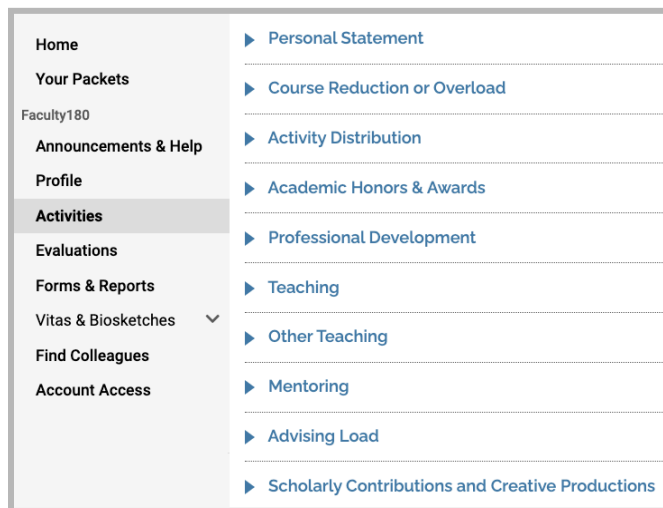 Home
Your Packets
Faculty180
Announcements & Help
Profile
Activities
Evaluations
Forms & Reports
Vitas & Biosketches
Find Colleagues
Account Access
Personal Statement
Course Reduction or Overload
Activity Distribution
Academic Honors & Awards
Professional Development
Teaching
Other Teaching
Mentoring
Advising Load
Scholarly Contributions and Creative Productions